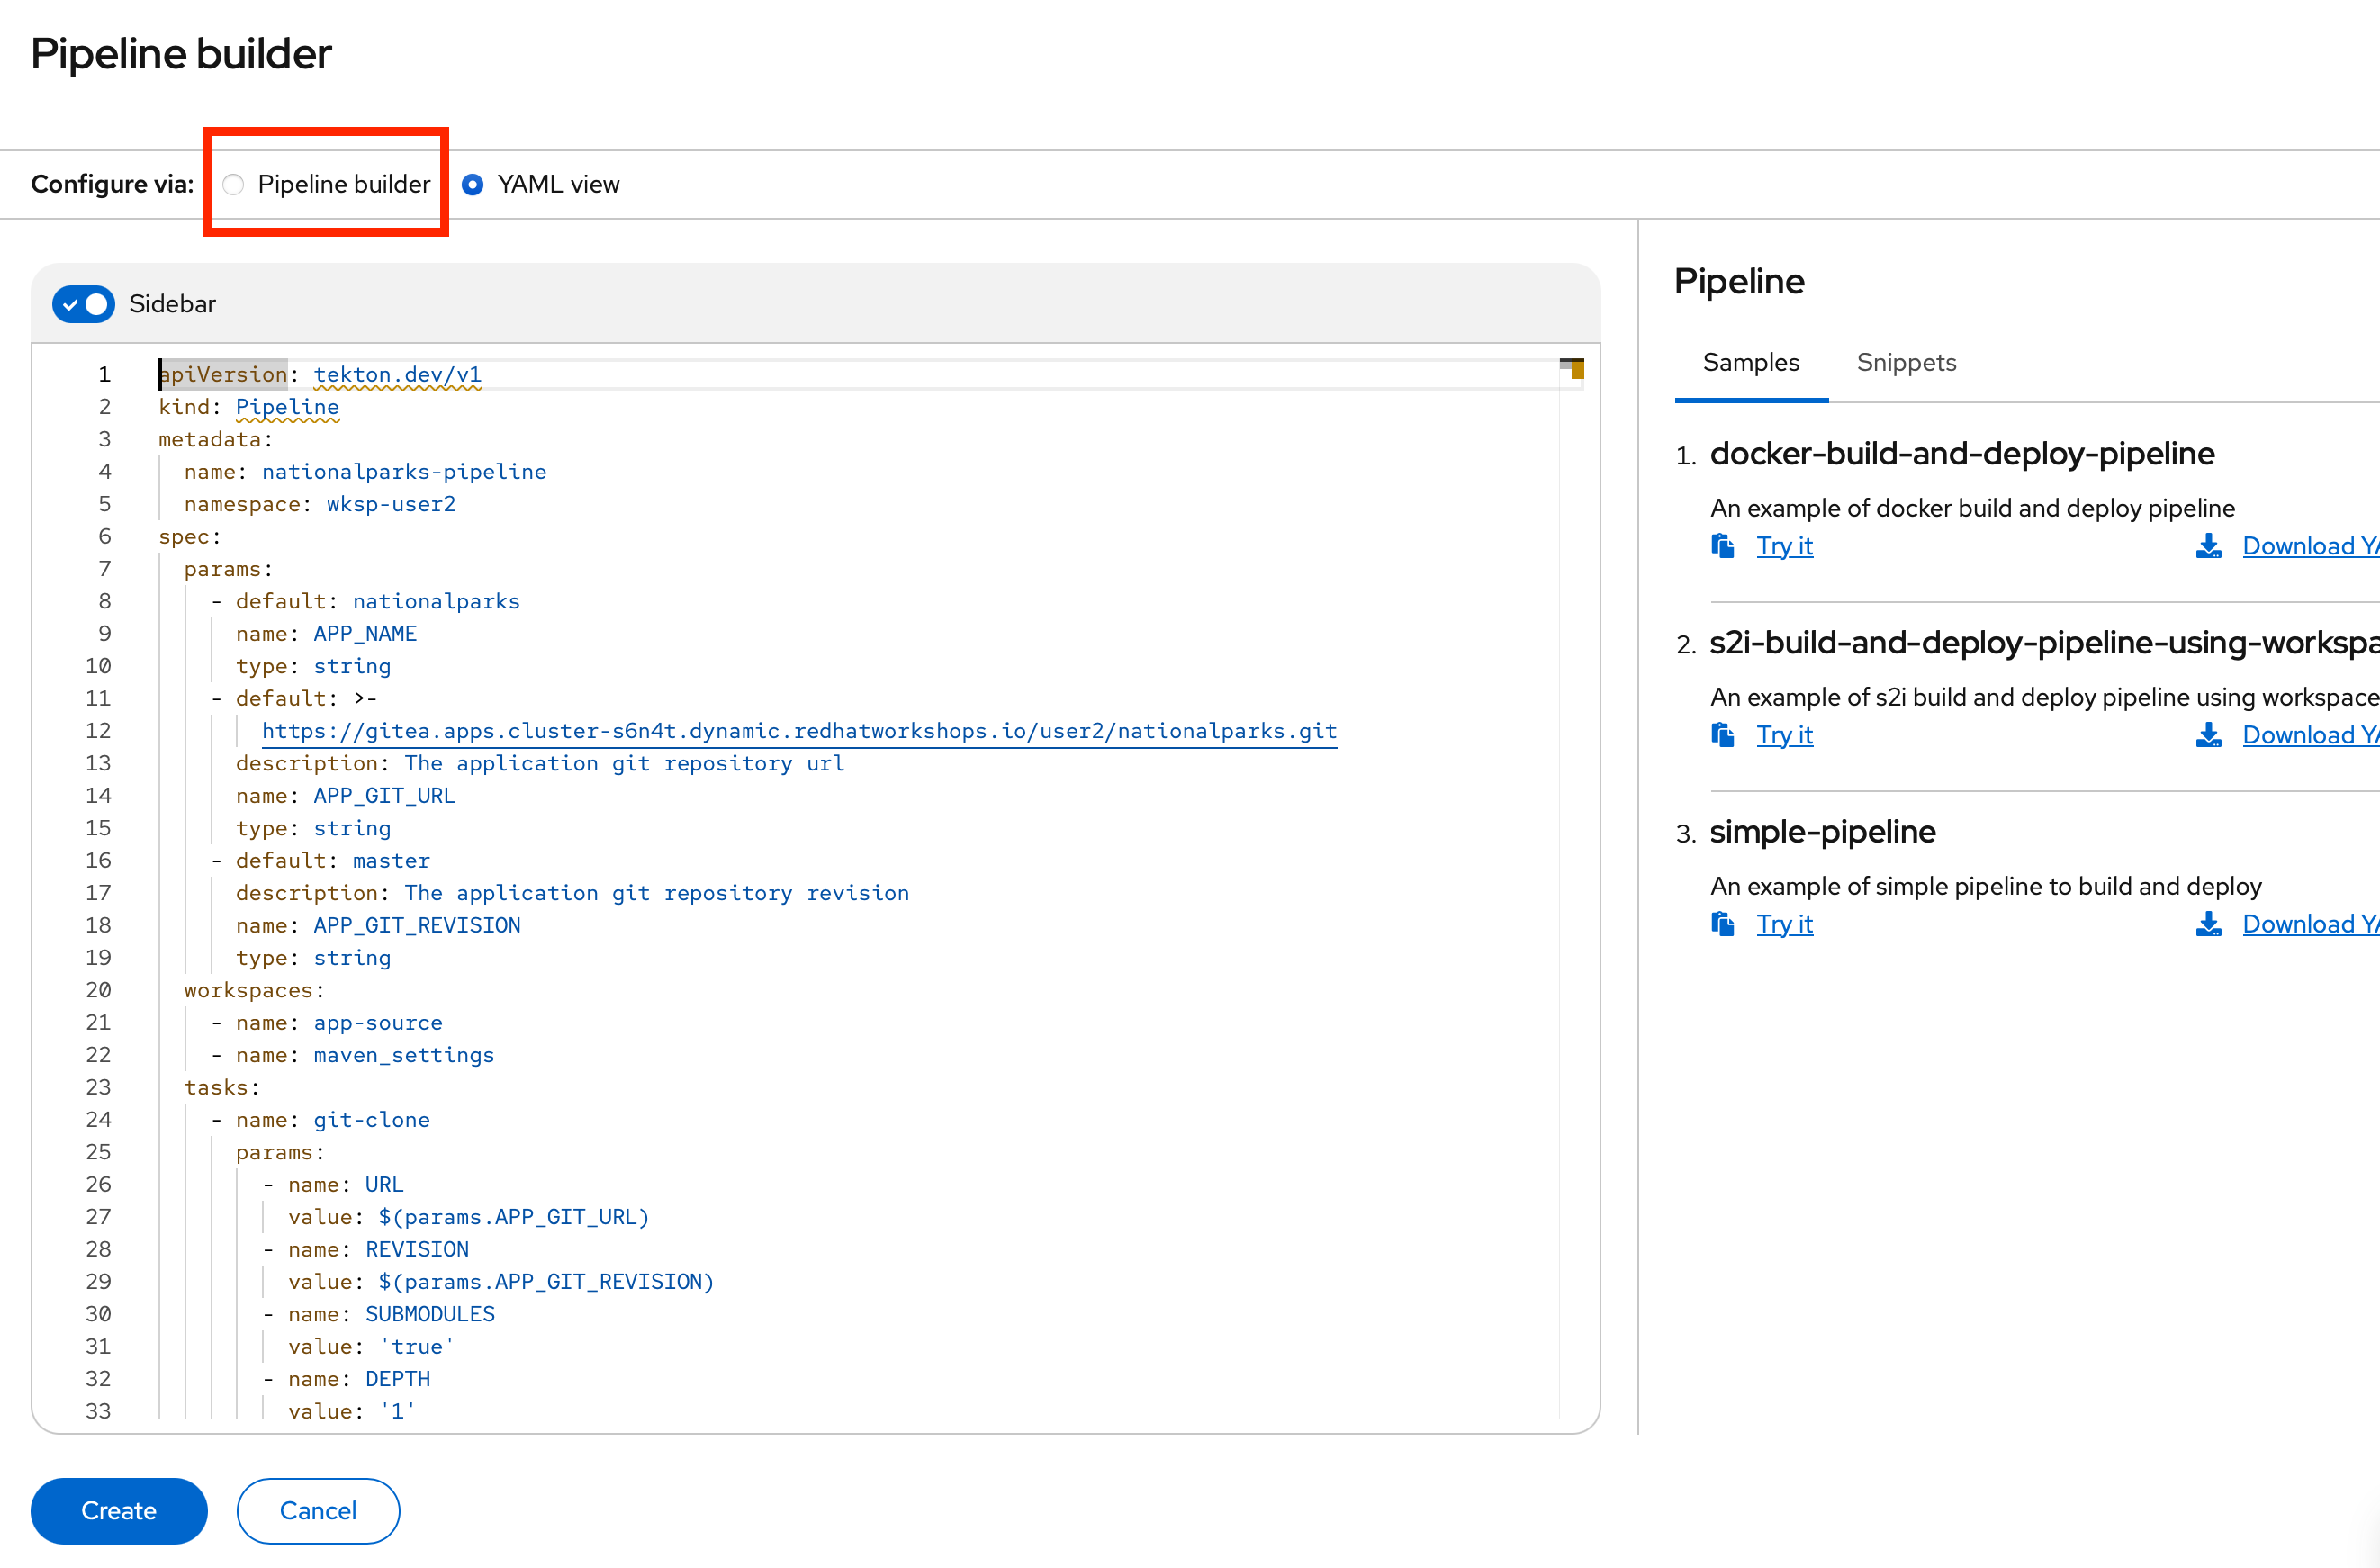 Pipeline builder
Configure via: Pipeline builder YAML view
Sidebar
1 apiVersion: tekton.dev/v1
2 kind: Pipeline
3 metadata:
4 name: nationalparks-pipeline
5 namespace: wksp-user2
6 spec:
7 params:
8 - default: nationalparks
9 name: APP_NAME
10 type: string
11 - default: >-
12 https://gitea.apps.cluster-s6n4t.dynamic.redhatworkshops.io/user2/nationalparks.git
13 description: The application git repository url
14 name: APP_GIT_URL
15 type: string
16 - default: master
17 description: The application git repository revision
18 name: APP_GIT_REVISION
19 type: string
20 workspaces:
21 - name: app-source
22 - name: maven_settings
23 tasks:
24 - name: git-clone
25 params:
26 - name: URL
27 value: $(params.APP_GIT_URL)
28 - name: REVISION
29 value: $(params.APP_GIT_REVISION)
30 - name: SUBMODULES
31 value: 'true'
32 - name: DEPTH
33 value: '1'
Create Cancel
Pipeline
Samples Snippets
1. docker-build-and-deploy-pipeline
An example of docker build and deploy pipeline
Try it Download YA
2. s2i-build-and-deploy-pipeline-using-workspa
An example of s2i build and deploy pipeline using workspace
Try it Download YA
3. simple-pipeline
An example of simple pipeline to build and deploy
Try it Download YA